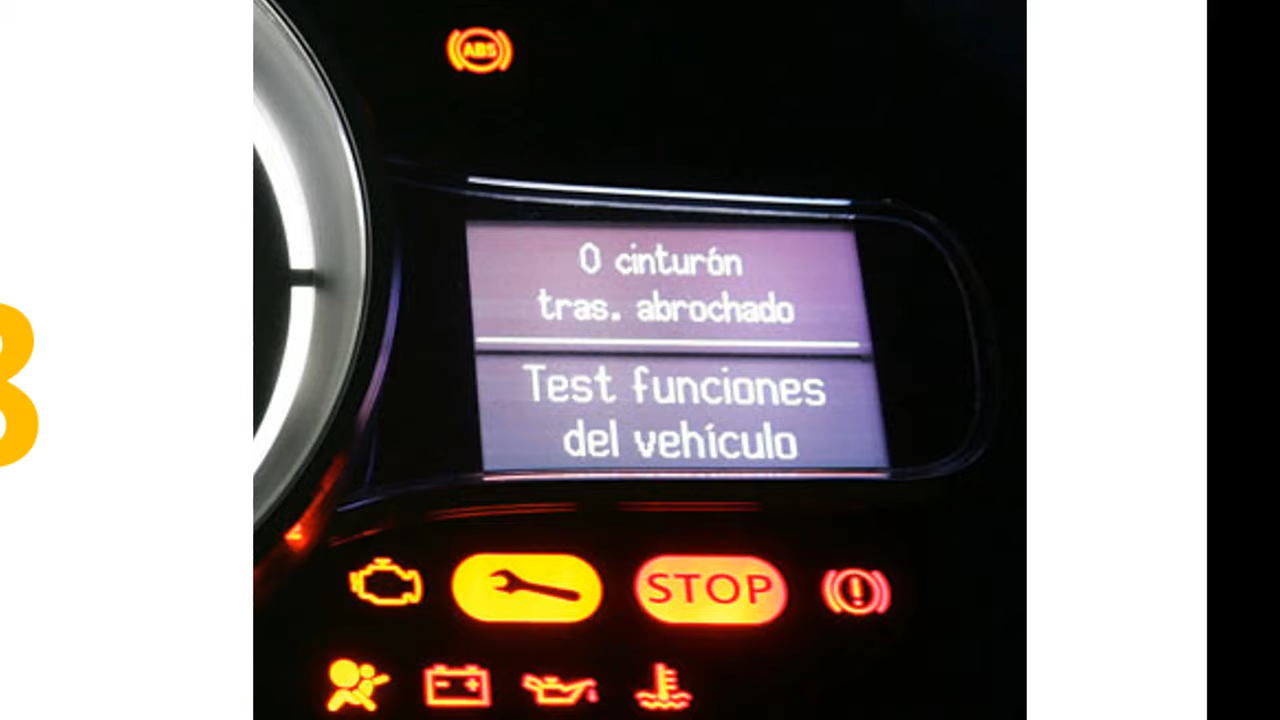 ABS
0 cinturón
tras. abrochado
Test funciones
del vehículo
STOP